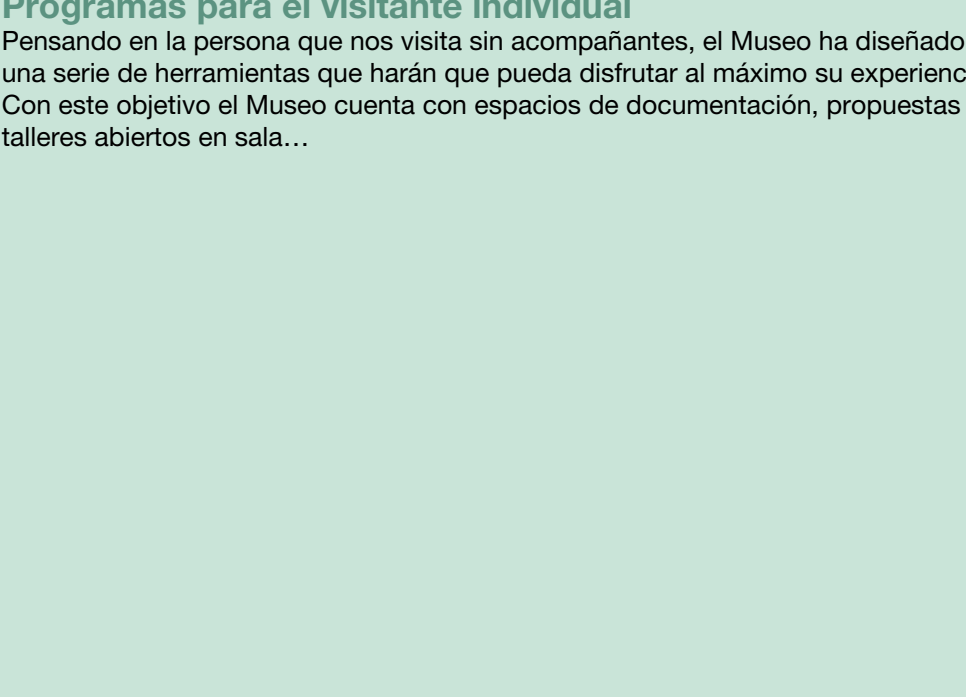 Programas para el visitante individual
Pensando en la persona que nos visita sin acompañantes, el Museo ha diseñado
una serie de herramientas que harán que pueda disfrutar al máximo su experienc
Con este objetivo el Museo cuenta con espacios de documentación, propuestas
talleres abiertos en sala…